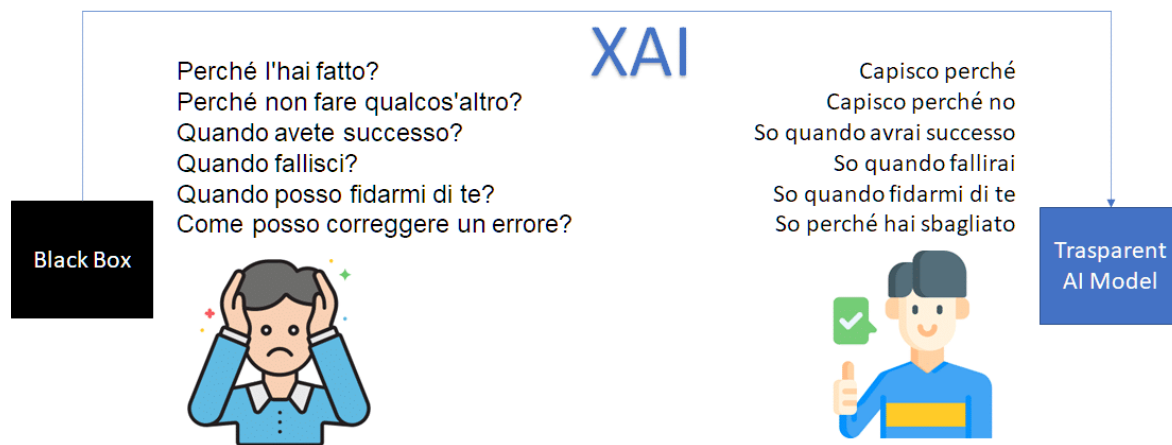 XAI
Perché l'hai fatto?
Perché non fare qualcos'altro?
Quando avete successo?
Quando fallisci?
Quando posso fidarmi di te?
Come posso correggere un errore?
Capisco perché
Capisco perché no
So quando avrai successo
So quando fallirai
So quando fidarmi di te
So perché hai sbagliato
Black Box
Trasparent
AI Model